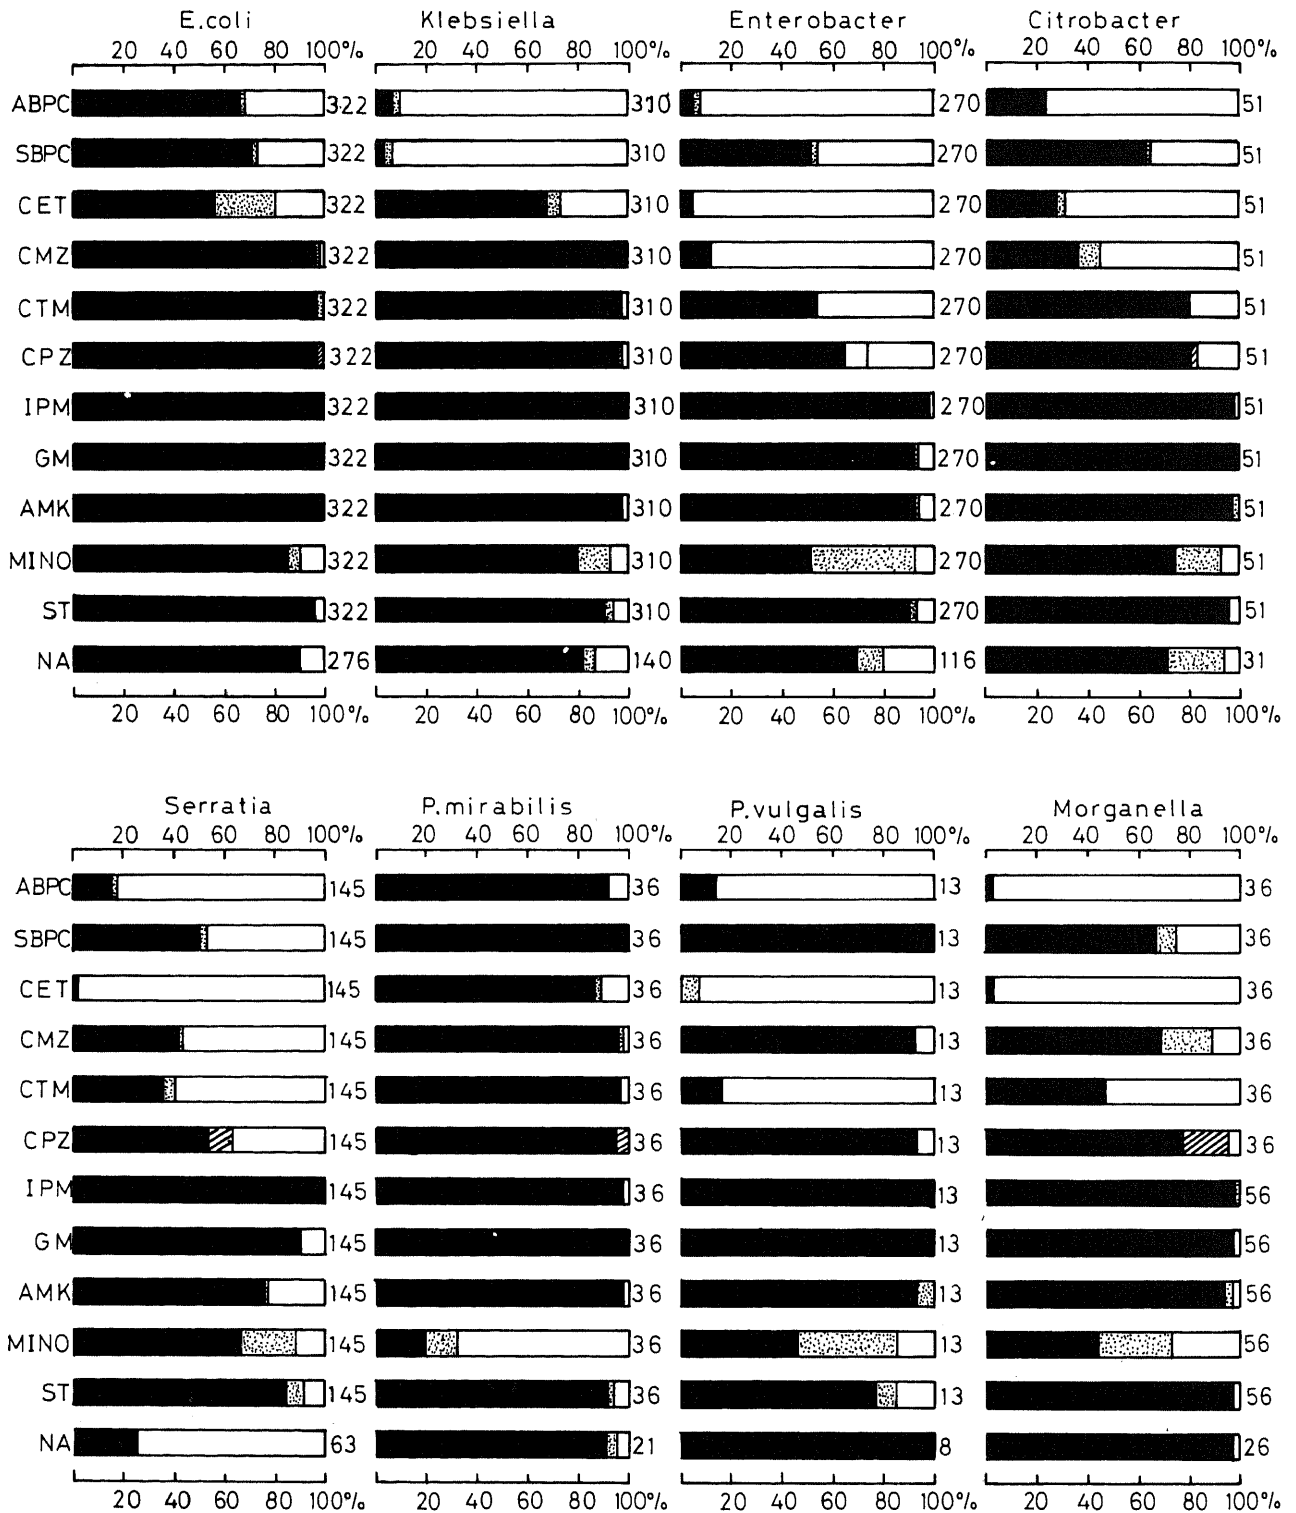 E.coli Klebsiella Enterobacter Citrobacter
20 40 60 80 100% 20 40 60 80 100% 20 40 60 80 100% 20 40 60 80 100%
ABPC 322 310 270 51
SBPC 322 310 270 51
CET 322 310 270 51
CMZ 322 310 270 51
CTM 322 310 270 51
CPZ 322 310 270 51
IPM 322 310 270 51
GM 322 310 270 51
AMK 322 310 270 51
MINO 322 310 270 51
ST 322 310 270 51
NA 276 140 116 31
20 40 60 80 100% 20 40 60 80 100% 20 40 60 80 100% 20 40 60 80 100%
Serratia P.mirabilis P.vulgalis Morganella
20 40 60 80 100% 20 40 60 80 100% 20 40 60 80 100% 20 40 60 80 100%
ABPC 145 36 13 36
SBPC 145 36 13 36
CET 145 36 13 36
CMZ 145 36 13 36
CTM 145 36 13 36
CPZ 145 36 13 36
IPM 145 36 13 56
GM 145 36 13 56
AMK 145 36 13 56
MINO 145 36 13 56
ST 145 36 13 56
NA 63 21 8 26
20 40 60 80 100% 20 40 60 80 100% 20 40 60 80 100% 20 40 60 80 100%